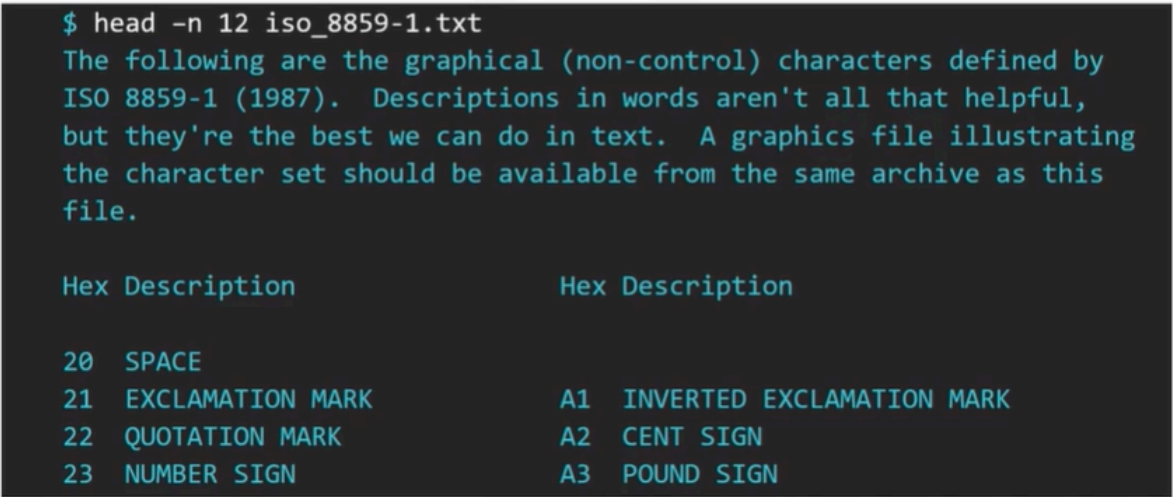 $ head –n 12 iso_8859-1.txt
The following are the graphical (non-control) characters defined by
ISO 8859-1 (1987).  Descriptions in words aren't all that helpful,
but they're the best we can do in text.  A graphics file illustrating
the character set should be available from the same archive as this
file.

Hex Description                 Hex Description

20  SPACE
21  EXCLAMATION MARK            A1  INVERTED EXCLAMATION MARK
22  QUOTATION MARK              A2  CENT SIGN
23  NUMBER SIGN                 A3  POUND SIGN